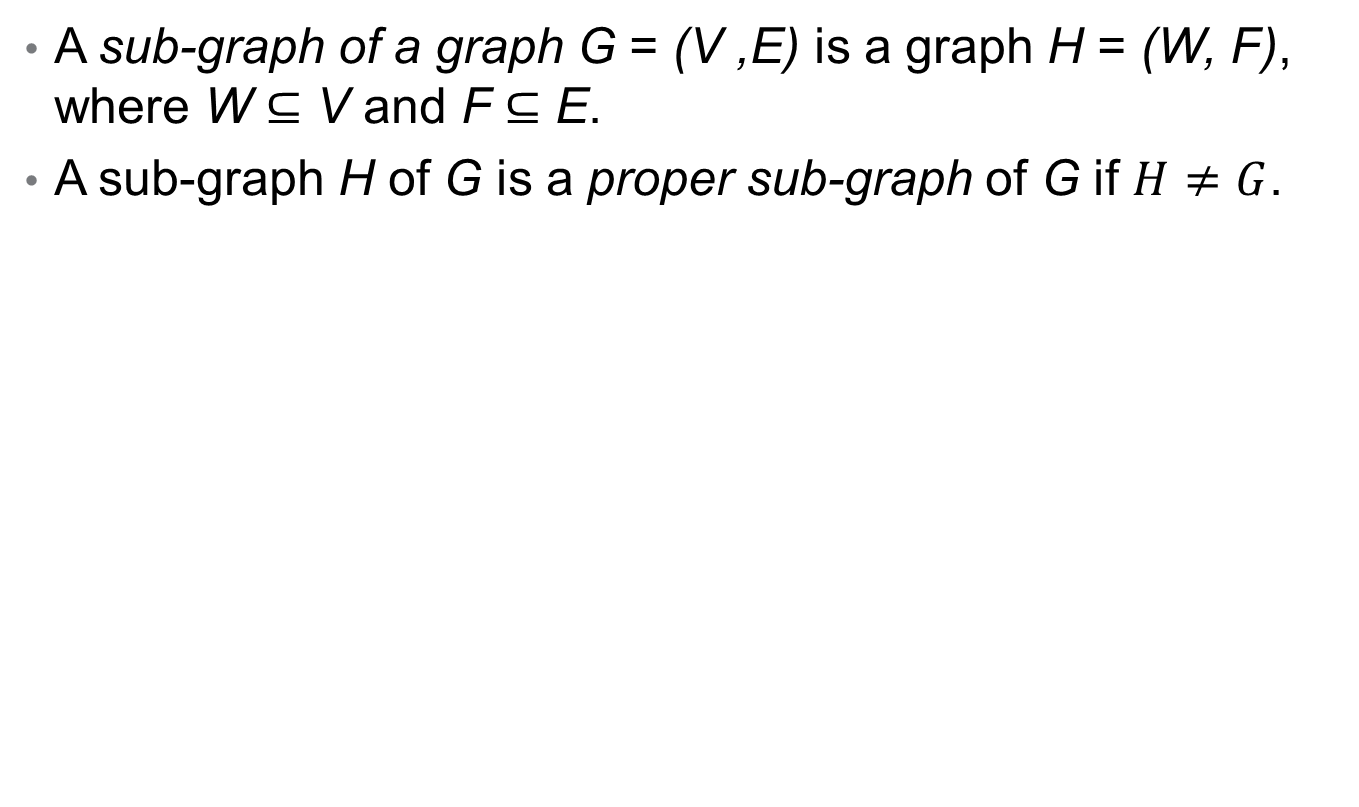 • A sub-graph of a graph G = (V ,E) is a graph H = (W, F),
where W ⊆ V and F ⊆ E.
• A sub-graph H of G is a proper sub-graph of G if H ≠ G.